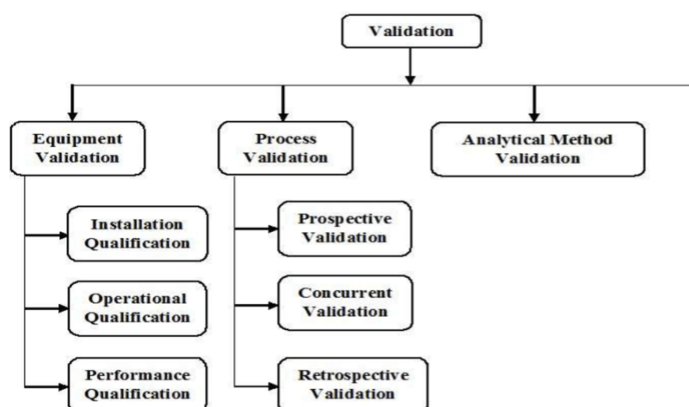 Validation
Equipment
Validation
Process
Validation
Analytical Method
Validation
Installation
Qualification
Prospective
Validation
Operational
Qualification
Concurrent
Validation
Performance
Qualification
Retrospective
Validation